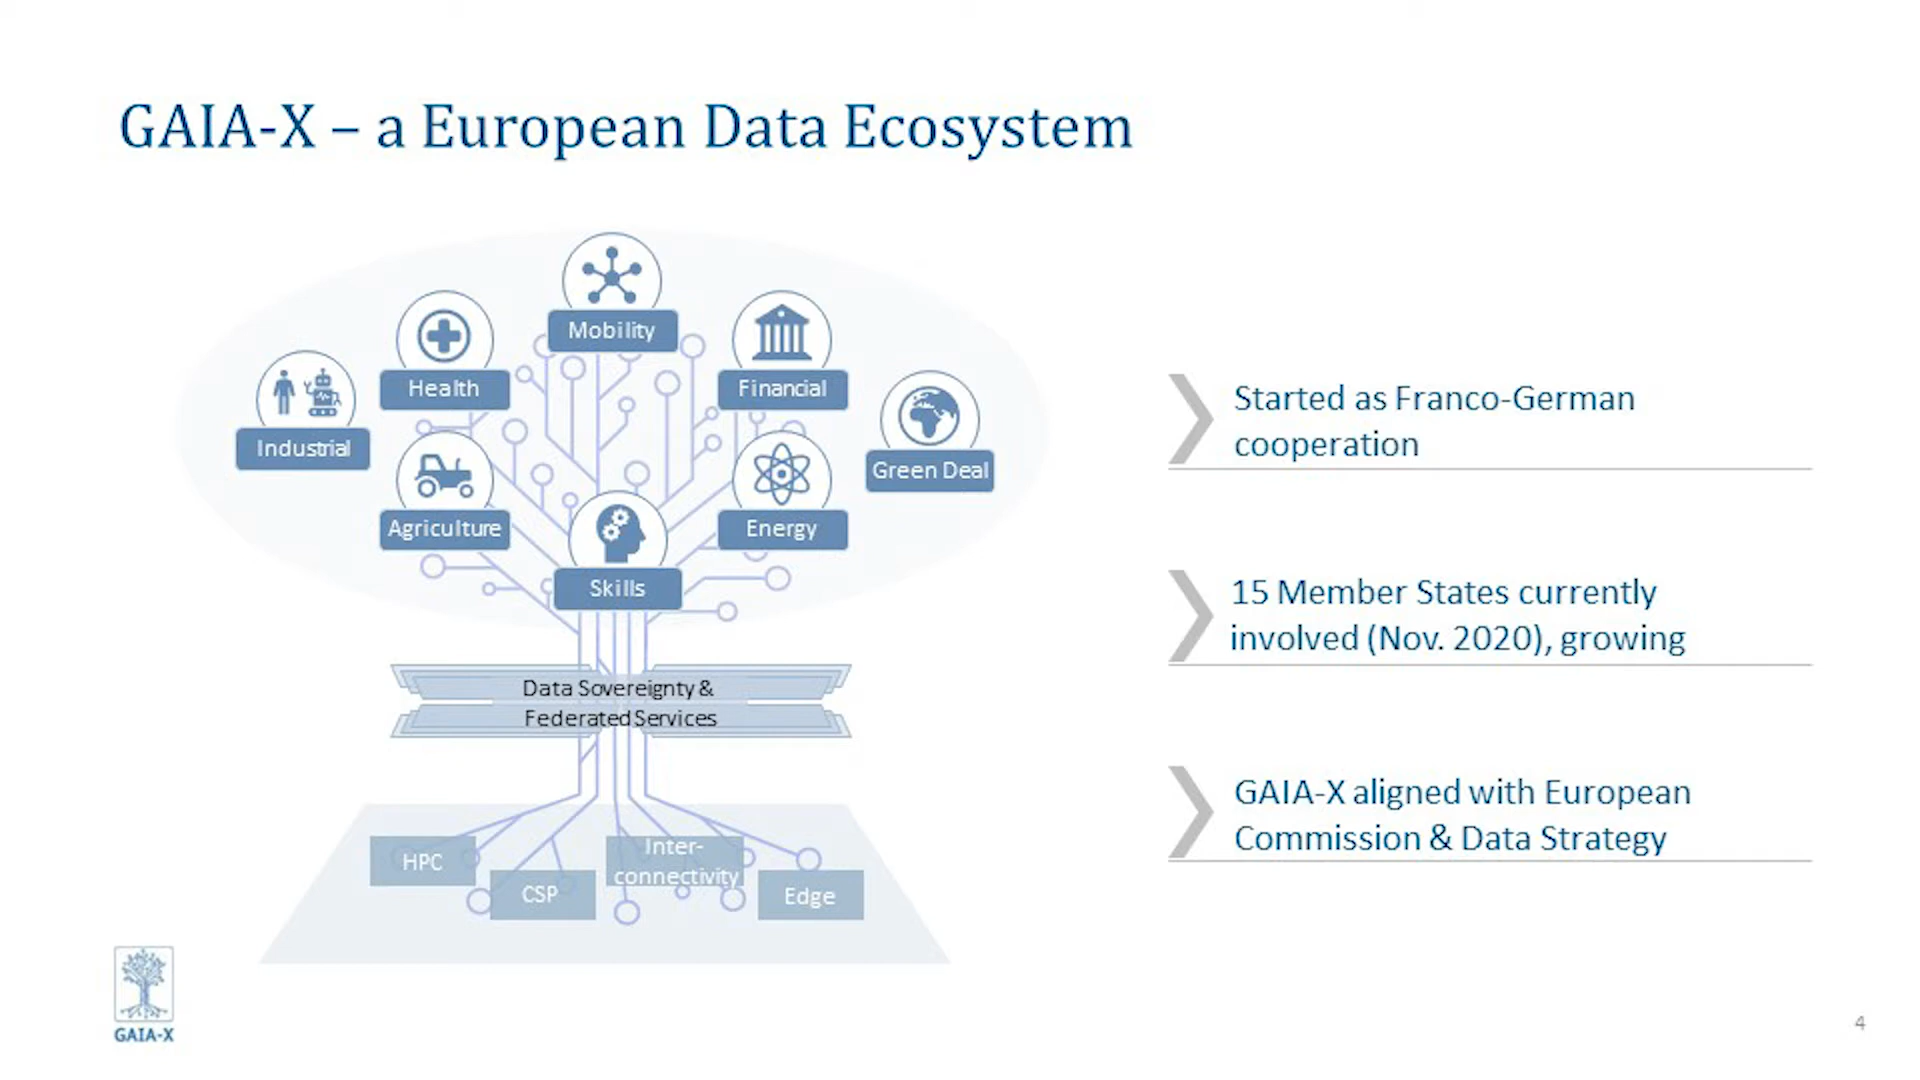 GAIA-X – a European Data Ecosystem
Mobility
Health
Financial
Industrial
Green Deal
Agriculture
Energy
Skills
Data Sovereignty &
Federated Services
HPC
CSP
Inter-
connectivity
Edge
Started as Franco-German
cooperation
15 Member States currently
involved (Nov. 2020), growing
GAIA-X aligned with European
Commission & Data Strategy
GAIA-X
4